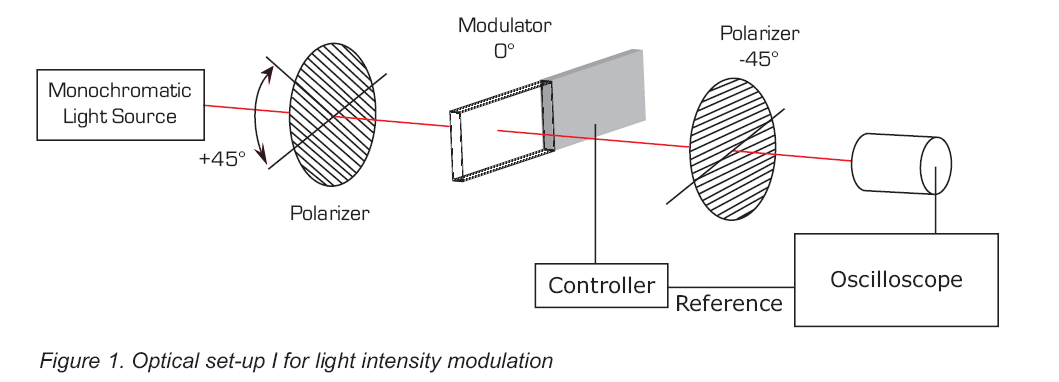 Modulator
0°
Polarizer
-45°
Monochromatic
Light Source
+45°
Polarizer
Controller
Reference
Oscilloscope
Figure 1. Optical set-up I for light intensity modulation